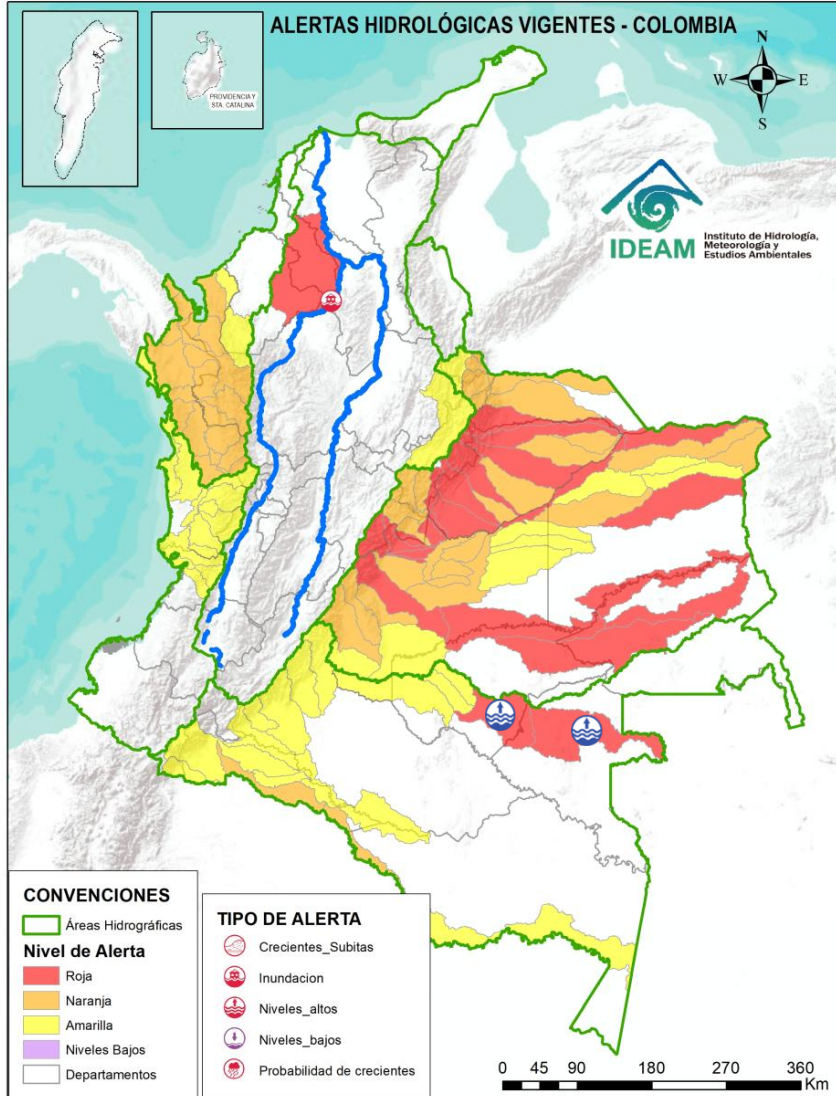 ALERTAS HIDROLÓGICAS VIGENTES - COLOMBIA
PROVIDENCIA Y
STA. CATALINA
N
W
E
S
IDEAM
Instituto de Hidrología,
Meteorología y
Estudios Ambientales
CONVENCIONES
Áreas Hidrográficas
Nivel de Alerta
Roja
Naranja
Amarilla
Niveles Bajos
Departamentos
TIPO DE ALERTA
Crecientes_Subitas
Inundacion
Niveles_altos
Niveles_bajos
Probabilidad de crecientes
0 45 90 180 270 360
Km